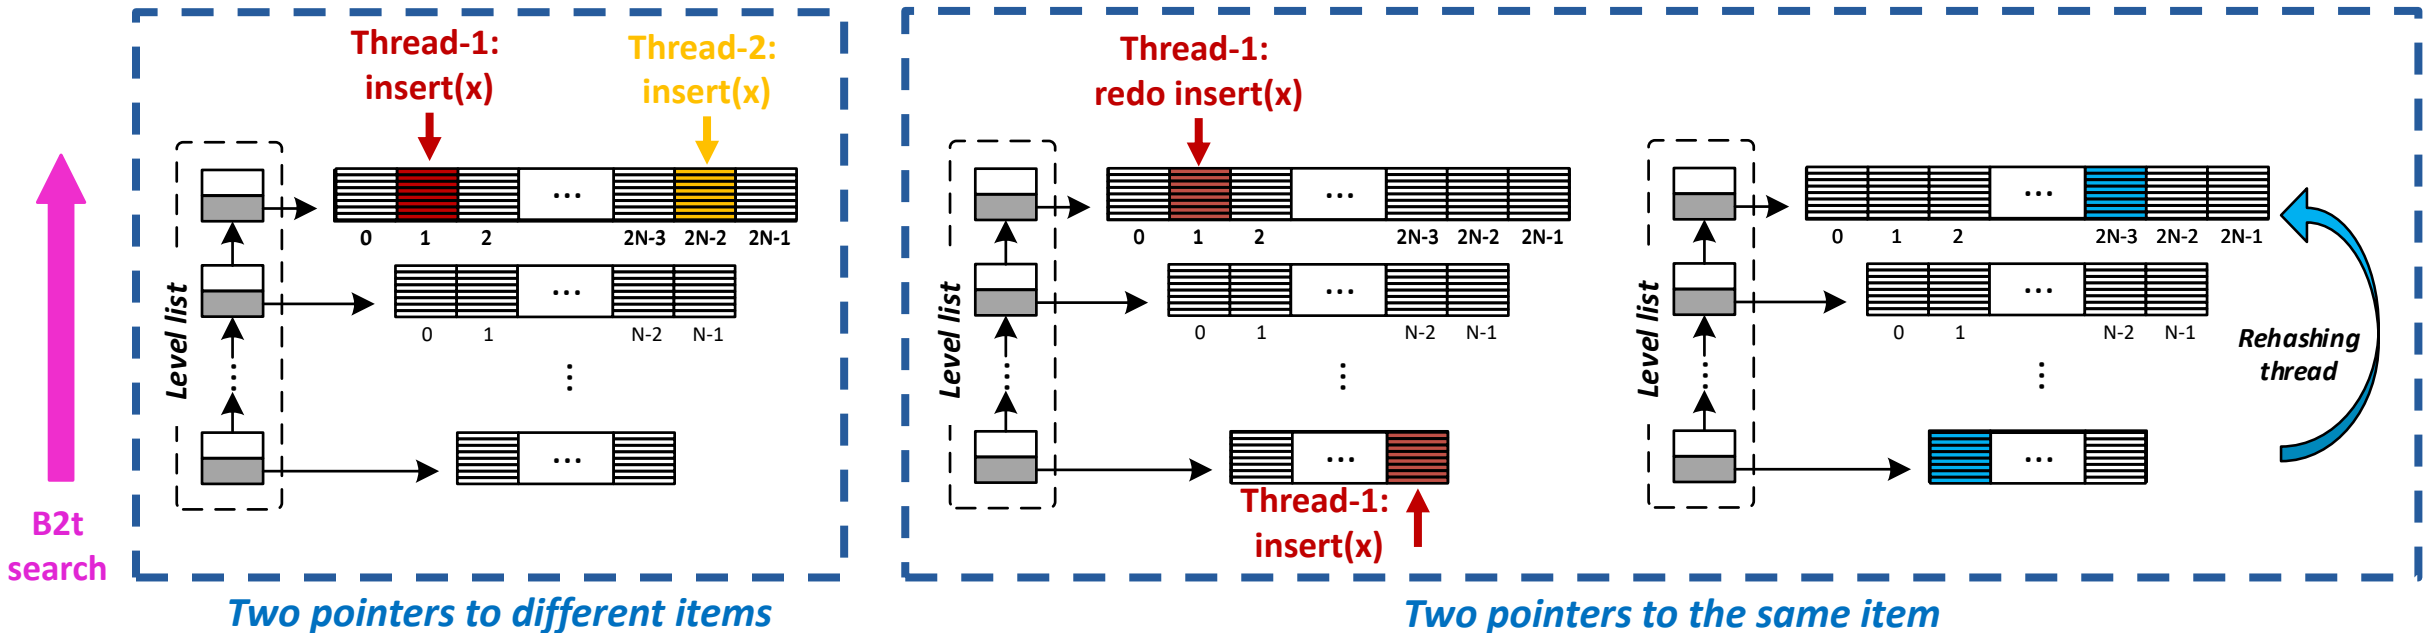 Thread-1:
insert(x)
Thread-2:
insert(x)
Level list
...
0 1 2 2N-3 2N-2 2N-1
...
0 1 N-2 N-1
...
...
B2t
search
Two pointers to different items
Thread-1:
redo insert(x)
Level list
...
0 1 2 2N-3 2N-2 2N-1
...
0 1 N-2 N-1
...
...
Thread-1:
insert(x)
Level list
...
0 1 2 2N-3 2N-2 2N-1
...
0 1 N-2 N-1
...
...
Rehashing
thread
Two pointers to the same item